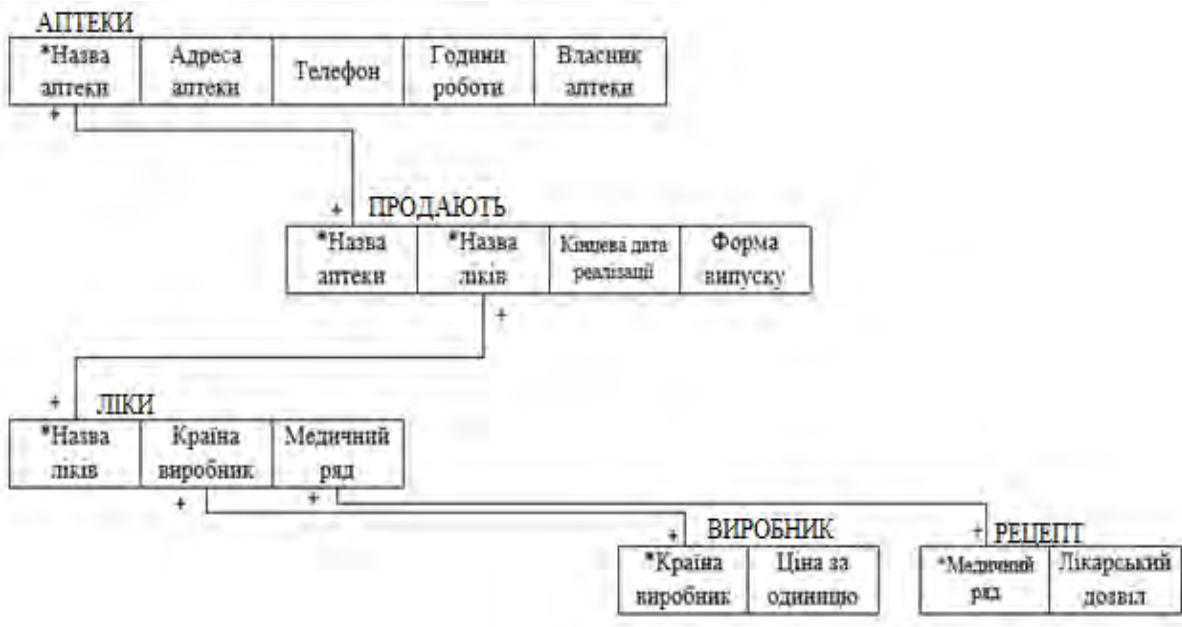 АПТЕКИ
*Назва Адреса Телефон Години Власник
аптеки аптеки роботи аптеки
+
+ ПРОДАЮТЬ
*Назва *Назва Кінцева дата Форма
аптеки ліків реалізації випуску
+
+ ЛІКИ
*Назва Країна Медичний
ліків виробник ряд
+ +
+ ВИРОБНИК + РЕЦЕПТ
*Країна Ціна за *Медичний Лікарський
виробник одиницю ряд дозвіл